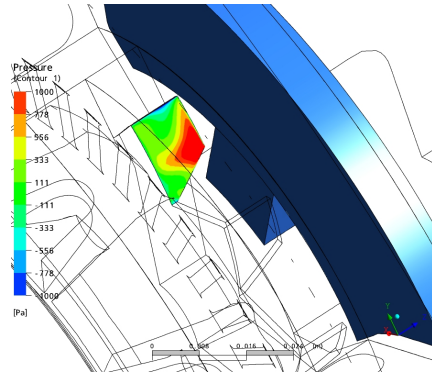 Pressure
(Contour 1)
1000
778
556
333
111
-111
-333
-556
-778
-1000
[Pa]
0 0.008 0.016 0.024 (m)
Y